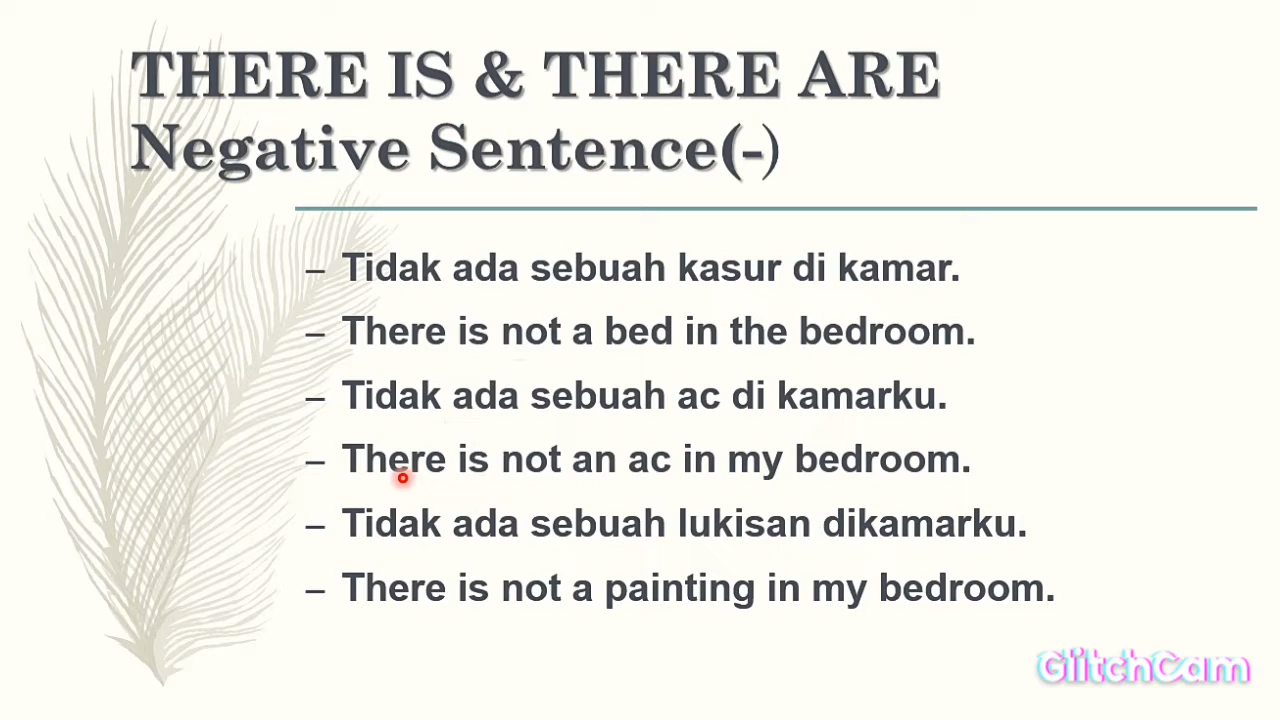 THERE IS & THERE ARE
Negative Sentence(-)
– Tidak ada sebuah kasur di kamar.
– There is not a bed in the bedroom.
– Tidak ada sebuah ac di kamarku.
– There is not an ac in my bedroom.
– Tidak ada sebuah lukisan dikamarku.
– There is not a painting in my bedroom.
GlitchCam